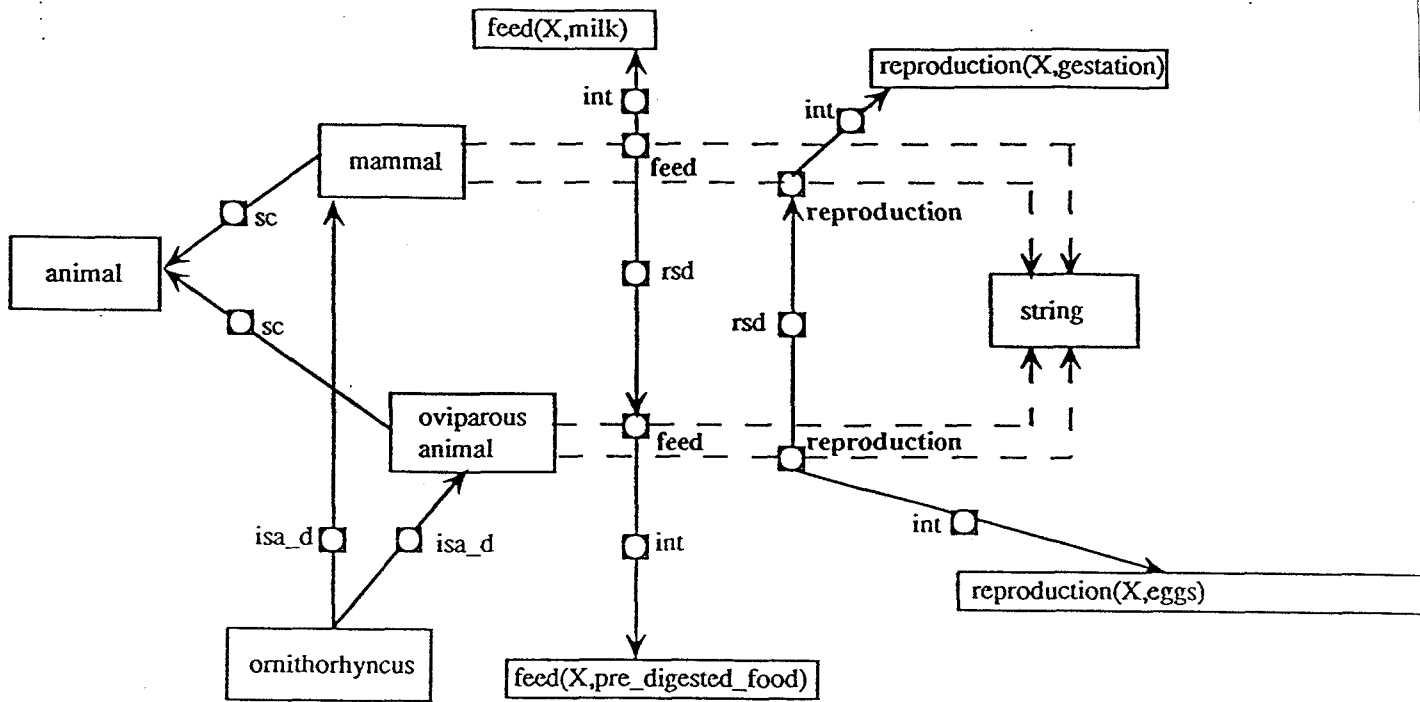 feed(X,milk)
reproduction(X,gestation)
int
int
mammal
feed
reproduction
sc
animal
rsd
string
sc
rsd
oviparous
animal
feed
reproduction
int
isa_d
isa_d
int
reproduction(X,eggs)
ornithorhyncus
feed(X,pre_digested_food)